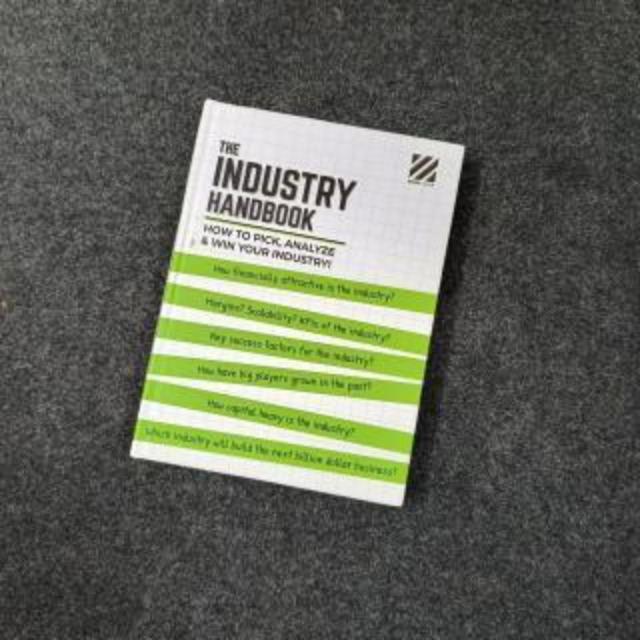 THE
INDUSTRY
HANDBOOK
HOW TO PICK, ANALYZE
& WIN YOUR INDUSTRY!
How financially attractive is the industry?
Margins? Scalability? KPIs of the industry?
Key success factors for the industry?
How have big players grown in the past?
How capital heavy is the industry?
Which industry will build the next billion dollar business?